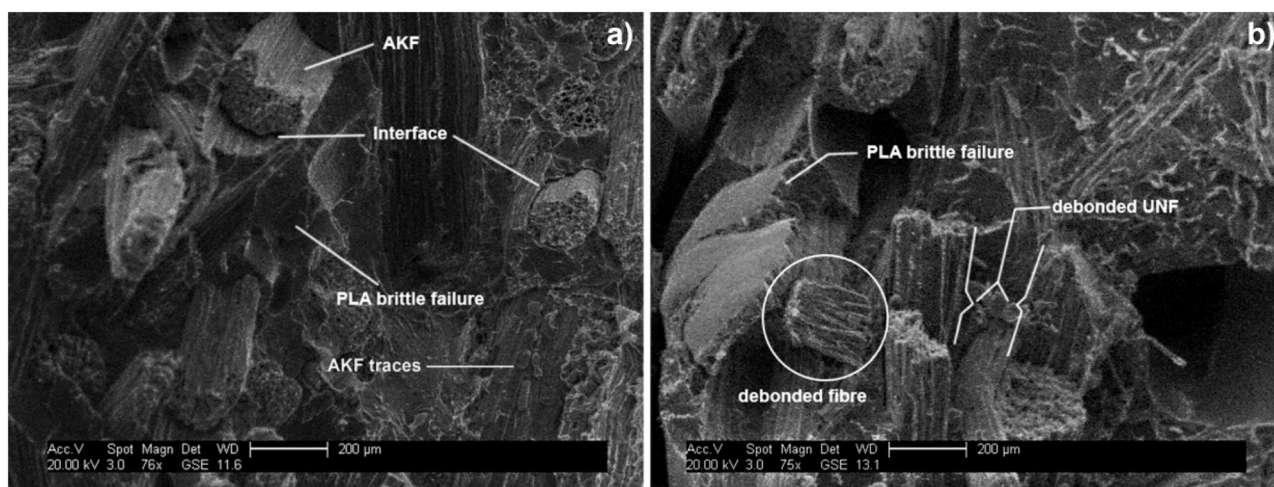 a)
AKF
Interface
PLA brittle failure
AKF traces
Acc.V Spot Magn Det WD 200 µm
20.00 kV 3.0 76x GSE 11.6
b)
PLA brittle failure
debonded UNF
debonded fibre
Acc.V Spot Magn Det WD 200 µm
20.00 kV 3.0 75x GSE 13.1